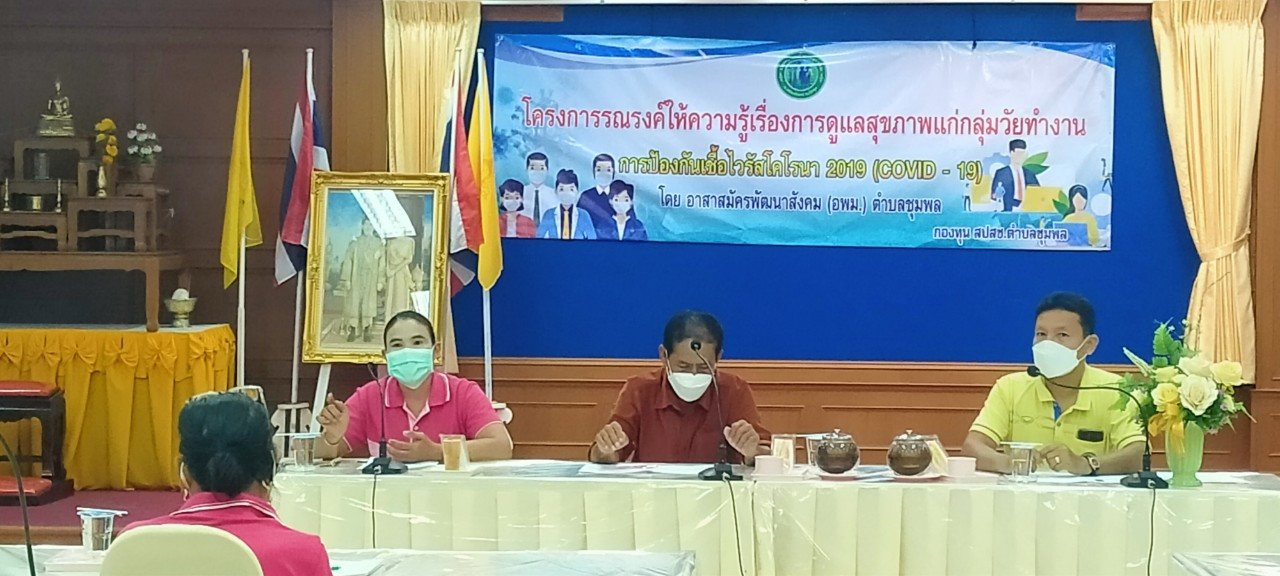 โครงการรณรงค์ให้ความรู้เรื่องการดูแลสุขภาพแก่กลุ่มวัยทำงาน
การป้องกันเชื้อไวรัสโคโรนา 2019 (COVID - 19)
โดย อาสาสมัครพัฒนาสังคม (อพม.) ตำบลชุมพล
กองทุน สปสช.ตำบลชุมพล